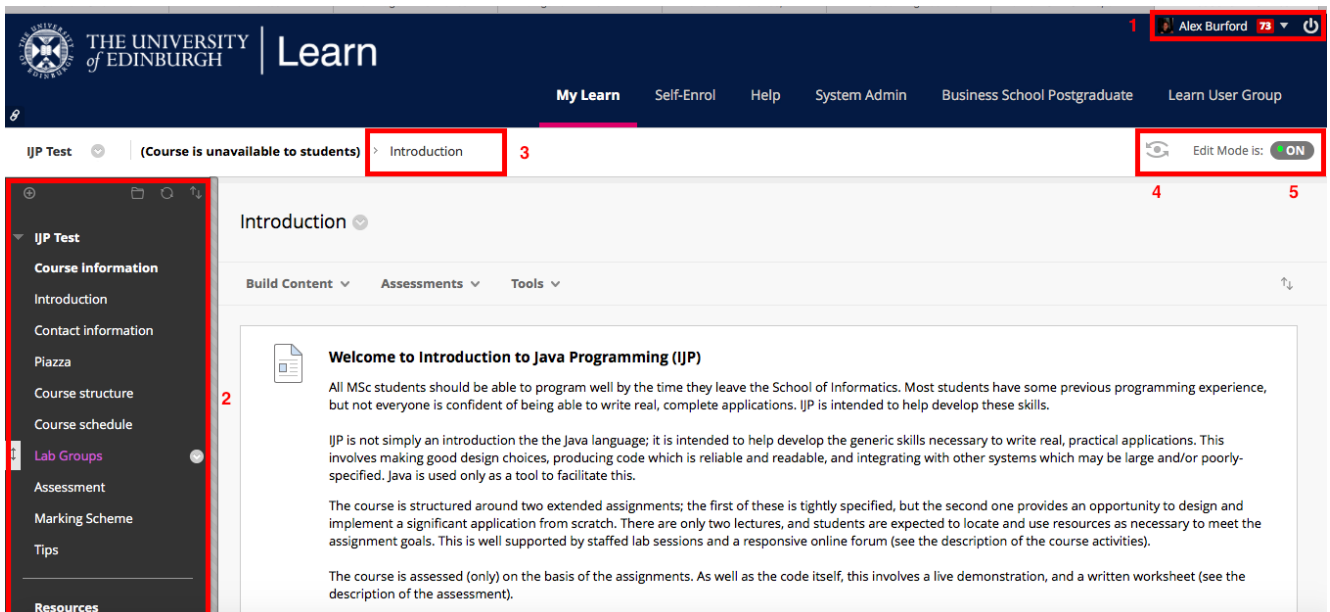 THE UNIVERSITY
of EDINBURGH
Learn
1
Alex Burford 73
My Learn Self-Enrol Help System Admin Business School Postgraduate Learn User Group
IJP Test (Course is unavailable to students) > Introduction 3
Edit Mode is: ON
4 5
IJP Test
Course information
Introduction
Contact information
Piazza
Course structure
Course schedule
Lab Groups
Assessment
Marking Scheme
Tips
Resources
2
Introduction
Build Content Assessments Tools
Welcome to Introduction to Java Programming (IJP)
All MSc students should be able to program well by the time they leave the School of Informatics. Most students have some previous programming experience,
but not everyone is confident of being able to write real, complete applications. IJP is intended to help develop these skills.
IJP is not simply an introduction the the Java language; it is intended to help develop the generic skills necessary to write real, practical applications. This
involves making good design choices, producing code which is reliable and readable, and integrating with other systems which may be large and/or poorly-
specified. Java is used only as a tool to facilitate this.
The course is structured around two extended assignments; the first of these is tightly specified, but the second one provides an opportunity to design and
implement a significant application from scratch. There are only two lectures, and students are expected to locate and use resources as necessary to meet the
assignment goals. This is well supported by staffed lab sessions and a responsive online forum (see the description of the course activities).
The course is assessed (only) on the basis of the assignments. As well as the code itself, this involves a live demonstration, and a written worksheet (see the
description of the assessment).